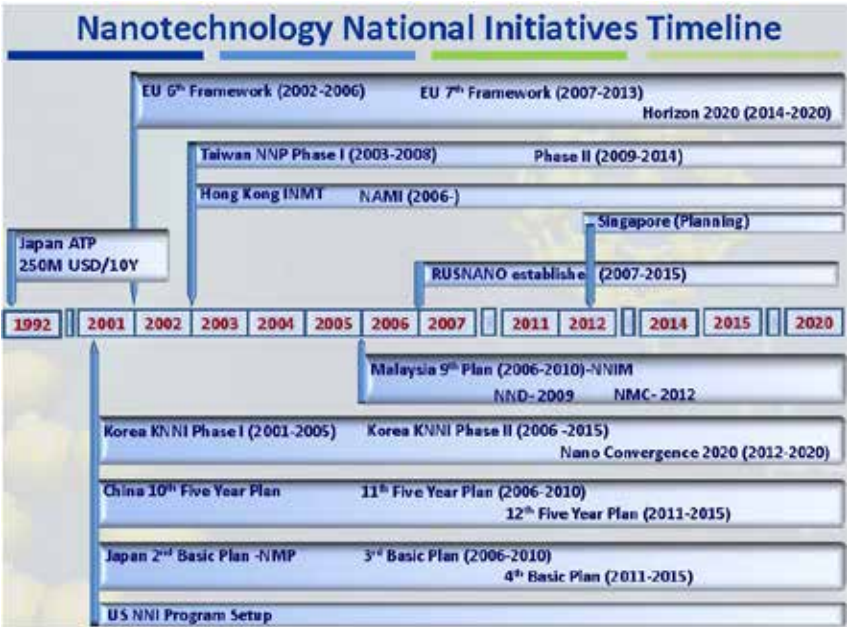 Nanotechnology National Initiatives Timeline
EU 6th Framework (2002-2006) EU 7th Framework (2007-2013)
Horizon 2020 (2014-2020)
Taiwan NNP Phase I (2003-2008) Phase II (2009-2014)
Hong Kong INMT NAMI (2006-)
Singapore (Planning)
Japan ATP
250M USD/10Y
RUSNANO establishe (2007-2015)
1992 2001 2002 2003 2004 2005 2006 2007 2011 2012 2014 2015 2020
Malaysia 9th Plan (2006-2010)-NNIM
NND- 2009 NMC- 2012
Korea KNNI Phase I (2001-2005) Korea KNNI Phase II (2006 -2015)
Nano Convergence 2020 (2012-2020)
China 10th Five Year Plan 11th Five Year Plan (2006-2010)
12th Five Year Plan (2011-2015)
Japan 2nd Basic Plan -NMP 3rd Basic Plan (2006-2010)
4th Basic Plan (2011-2015)
US NNI Program Setup